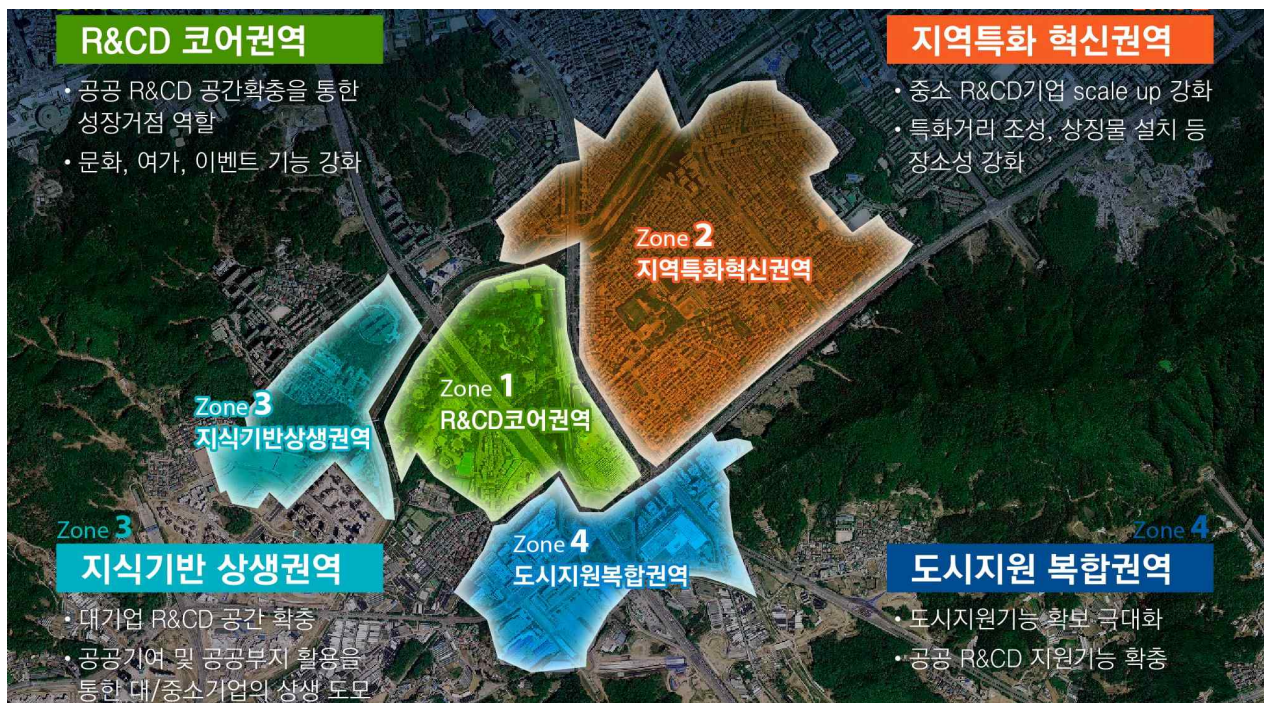 R&CD 코어권역
• 공공 R&CD 공간확충을 통한
성장거점 역할
• 문화, 여가, 이벤트 기능 강화
지역특화 혁신권역
• 중소 R&CD기업 scale up 강화
• 특화거리 조성, 상징물 설치 등
장소성 강화
Zone 2
지역특화혁신권역
Zone 1
R&CD코어권역
Zone 3
지식기반상생권역
Zone 4
도시지원복합권역
Zone 3
지식기반 상생권역
• 대기업 R&CD 공간 확충
• 공공기여 및 공공부지 활용을
통한 대/중소기업의 상생 도모
Zone 4
도시지원 복합권역
• 도시지원기능 확보 극대화
• 공공 R&CD 지원기능 확충